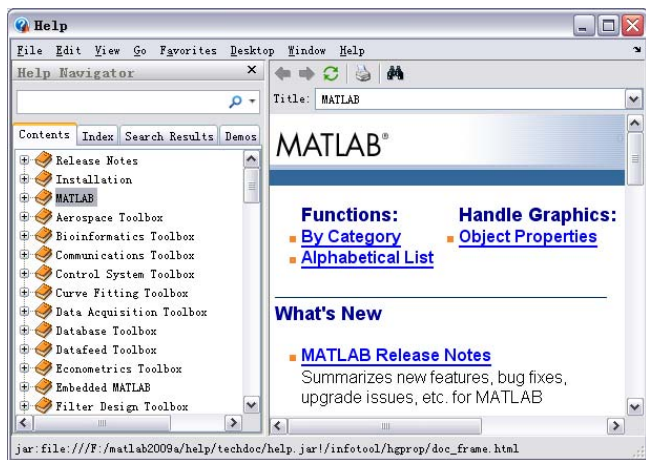 Help
File Edit View Go Favorites Desktop Window Help
Help Navigator
Contents Index Search Results Demos
Release Notes
Installation
MATLAB
Aerospace Toolbox
Bioinformatics Toolbox
Communications Toolbox
Control System Toolbox
Curve Fitting Toolbox
Data Acquisition Toolbox
Database Toolbox
Datafeed Toolbox
Econometrics Toolbox
Embedded MATLAB
Filter Design Toolbox
Title: MATLAB
MATLAB®
Functions:
By Category
Alphabetical List
Handle Graphics:
Object Properties
What's New
MATLAB Release Notes
Summarizes new features, bug fixes,
upgrade issues, etc. for MATLAB
jar:file:///F:/matlab2009a/help/techdoc/help.jar!/infotool/hgprop/doc_frame.html